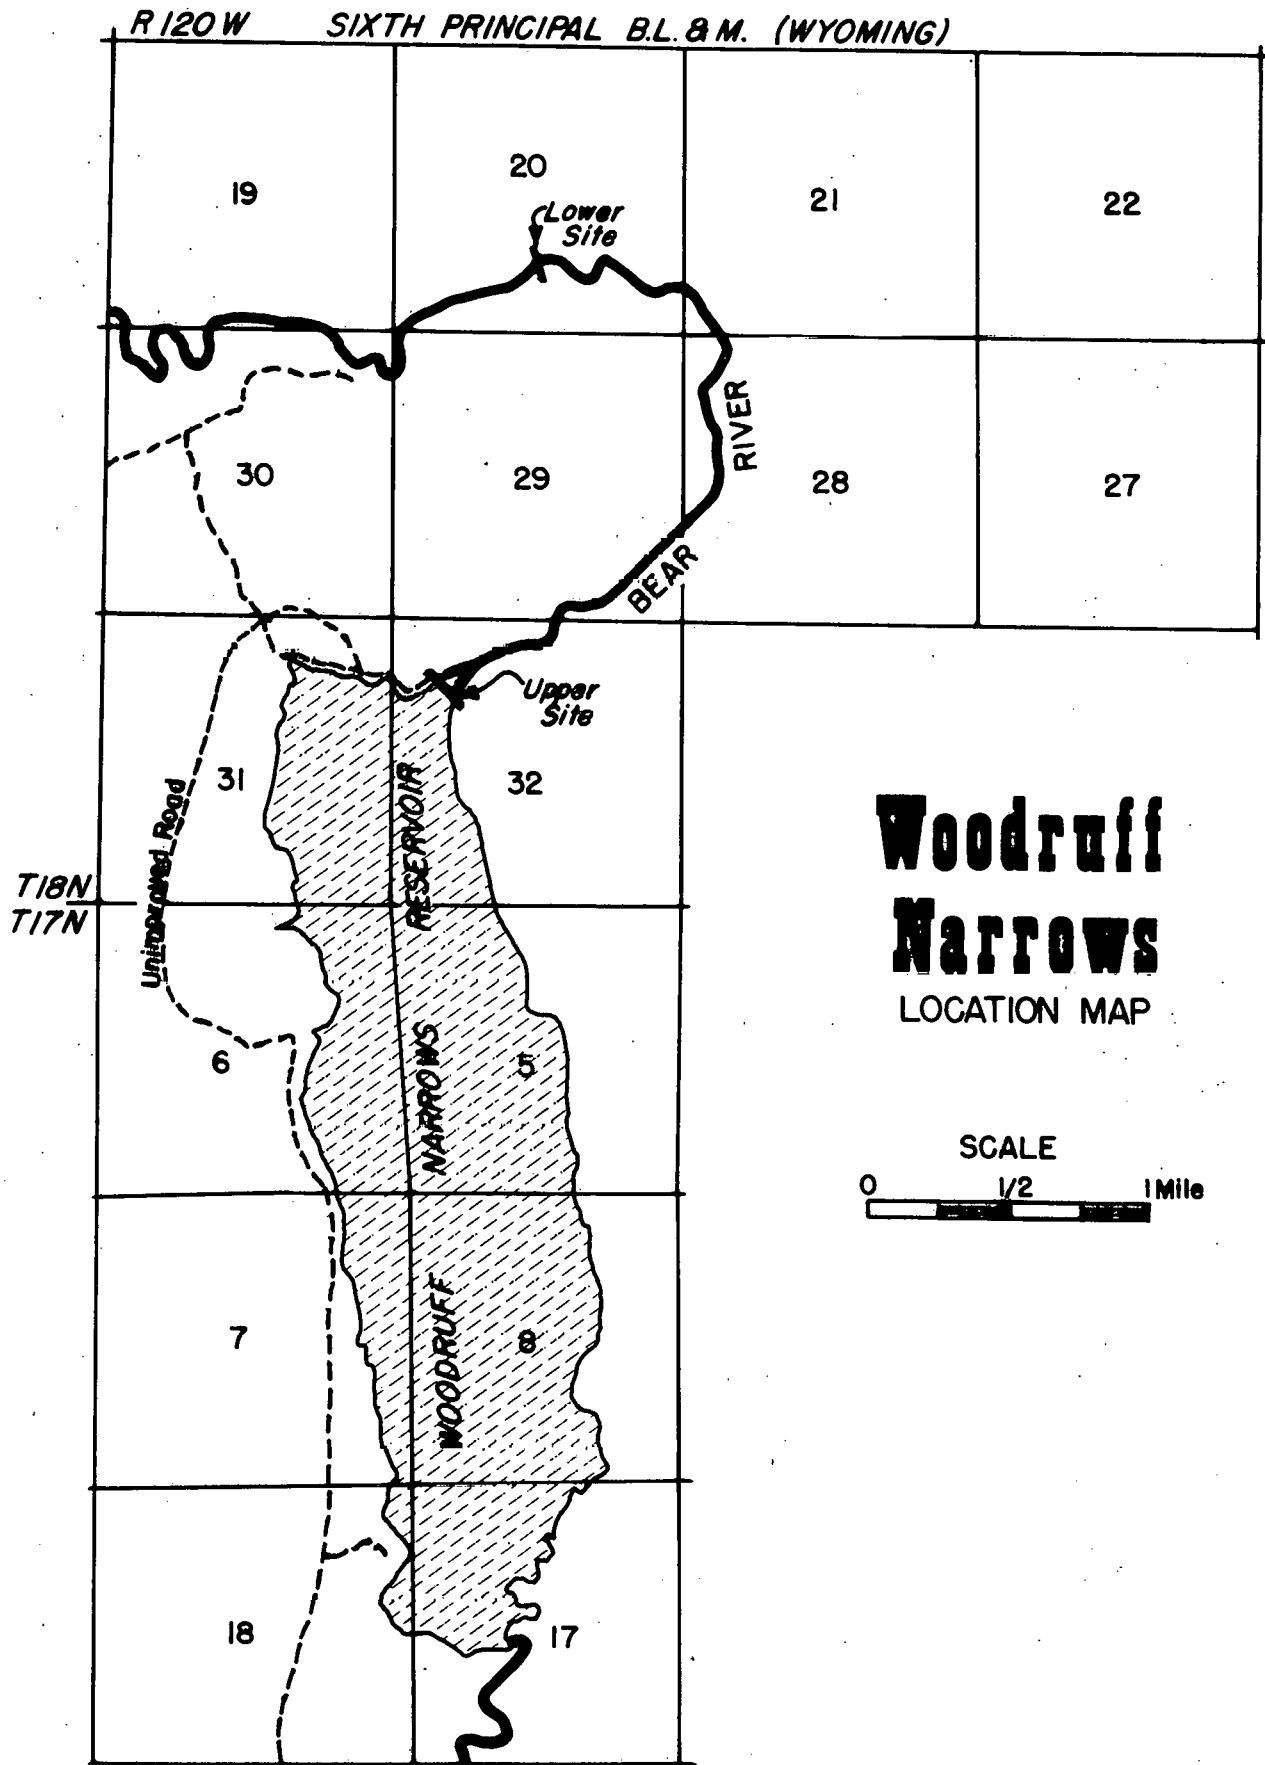 R 120 W SIXTH PRINCIPAL B.L. & M. (WYOMING)
20
19
21
22
Lower
Site
RIVER
30
29
28
27
BEAR
Upper
Site
31
32
RESERVOIR
Unimproved Road
Woodruff
Narrows
LOCATION MAP
T18N
T17N
6
NARROWS
5
SCALE
0 1/2 1 Mile
7
WOODRUFF
8
18
17